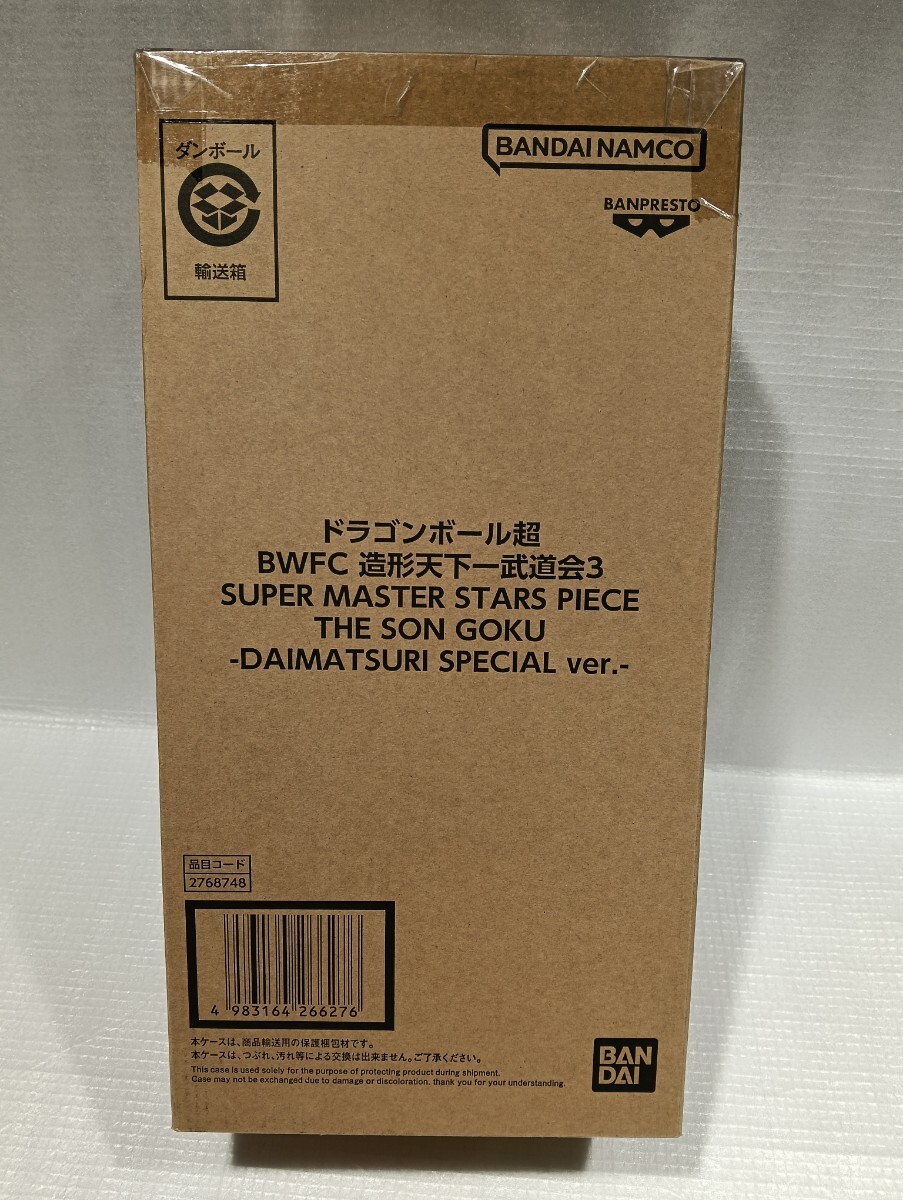 ダンボール
輸送箱
BANDAI NAMCO
BANPRESTO
ドラゴンボール超
BWFC 造形天下一武道会3
SUPER MASTER STARS PIECE
THE SON GOKU
-DAIMATSURI SPECIAL ver.-
品目コード
2768748
4 983164 266276
本ケースは、商品輸送用の保護梱包材です。
本ケースは、つぶれ、汚れ等による交換は出来ません。ご了承ください。
This case is used solely for the purpose of protecting product during shipment.
Case may not be exchanged due to damage or discoloration. thank you for your understanding.
BAN
DAI